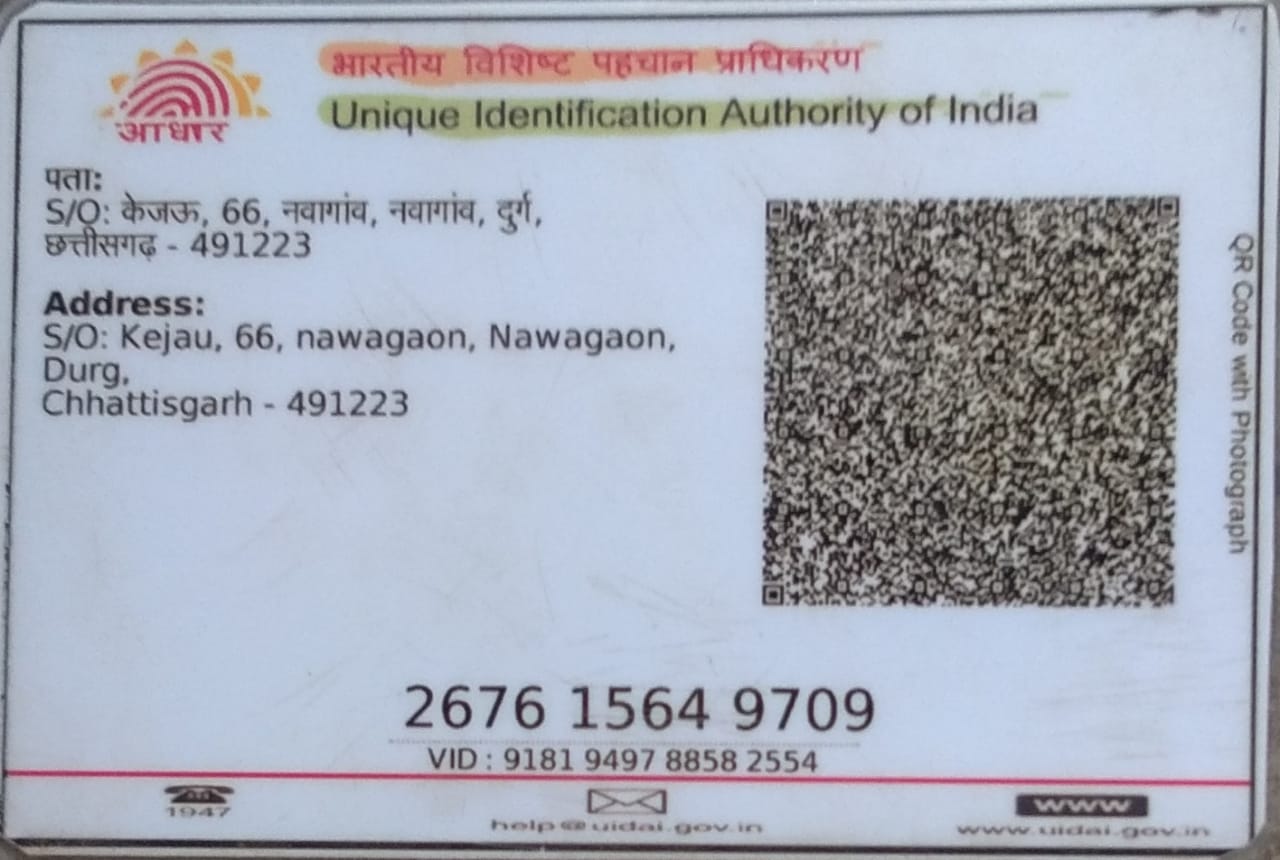 आधार
भारतीय विशिष्ट पहचान प्राधिकरण
Unique Identification Authority of India
पता:
S/O: केजऊ, 66, नवागांव, नवागांव, दुर्ग,
छत्तीसगढ़ - 491223
Address:
S/O: Kejau, 66, nawagaon, Nawagaon,
Durg,
Chhattisgarh - 491223
QR Code with Photograph
2676 1564 9709
VID : 9181 9497 8858 2554
1947
help@uidai.gov.in
www
www.uidai.gov.in